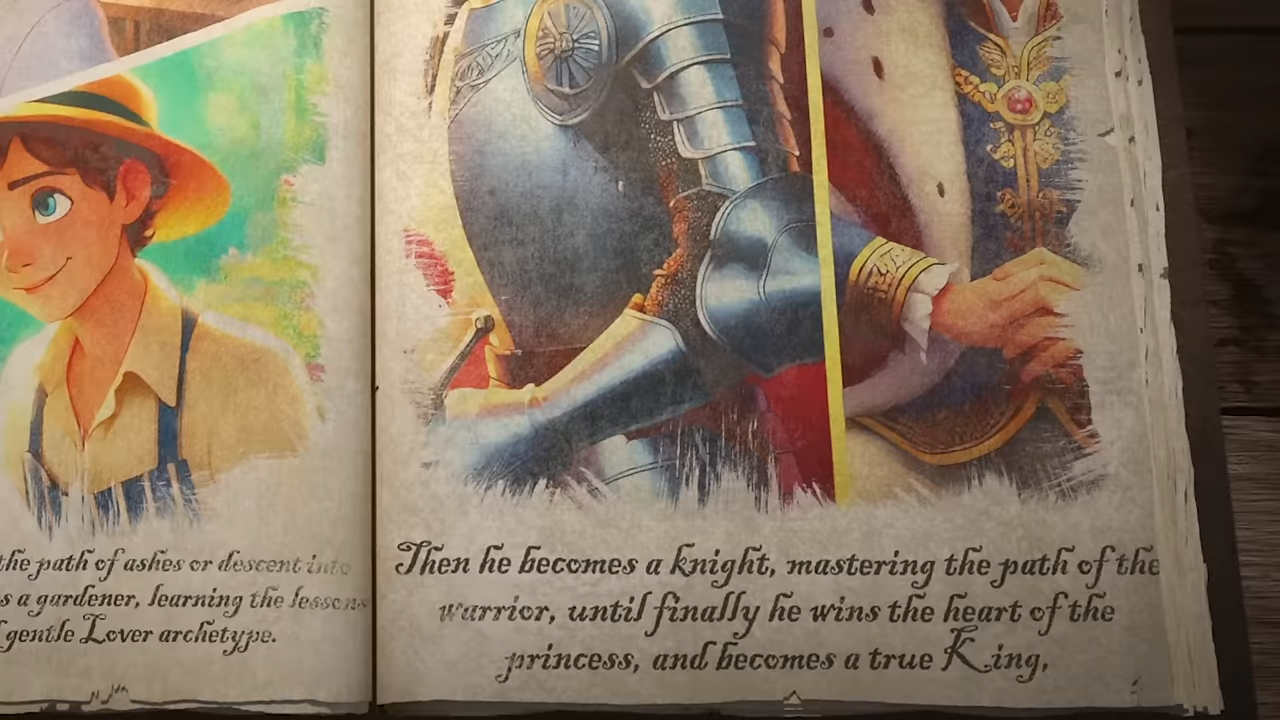 the path of ashes or descent into
s a gardener, learning the lessons
gentle Lover archetype.
Then he becomes a knight, mastering the path of the
warrior, until finally he wins the heart of the
princess, and becomes a true King,